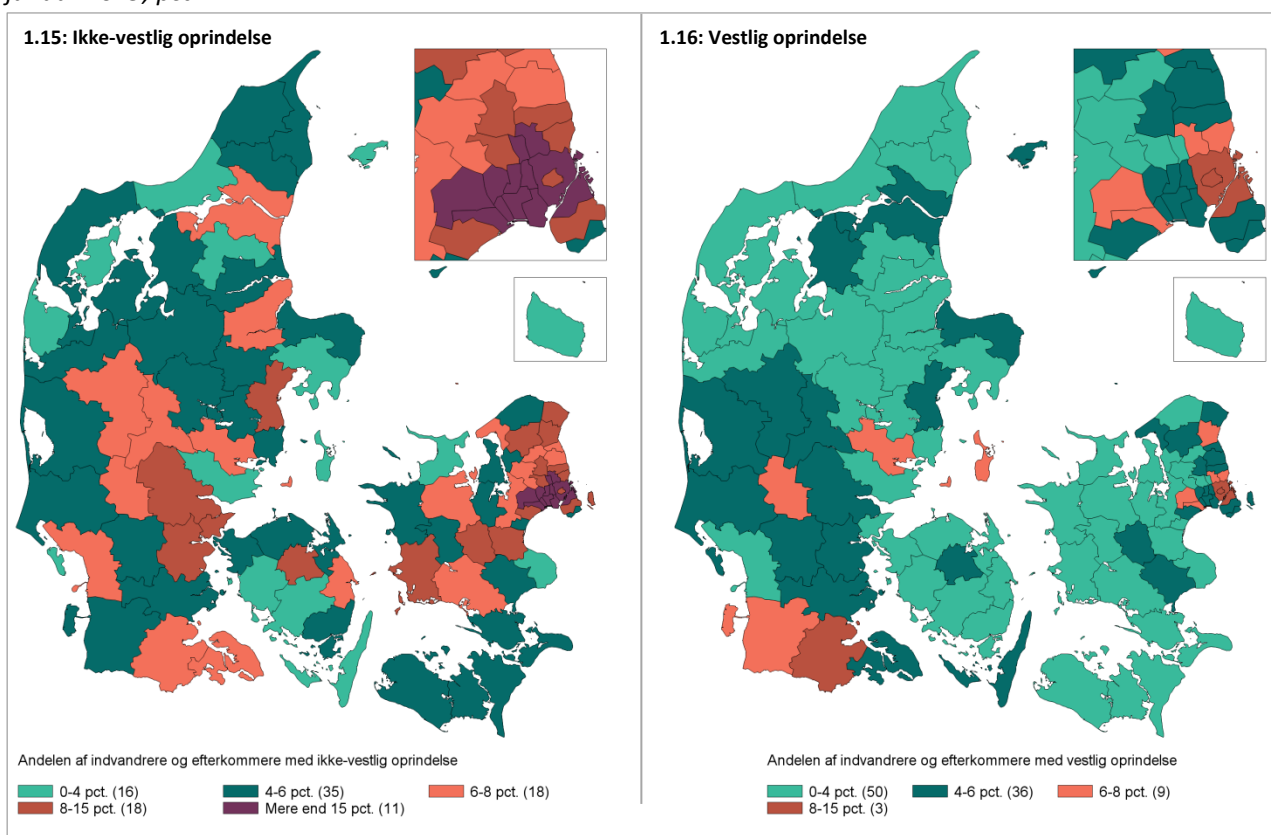 1.15: Ikke-vestlig oprindelse
1.16: Vestlig oprindelse
Andelen af indvandrere og efterkommere med ikke-vestlig oprindelse
0-4 pct. (16)
4-6 pct. (35)
6-8 pct. (18)
8-15 pct. (18)
Mere end 15 pct. (11)
Andelen af indvandrere og efterkommere med vestlig oprindelse
0-4 pct. (50)
4-6 pct. (36)
6-8 pct. (9)
8-15 pct. (3)